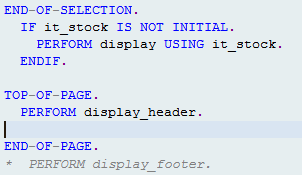 END-OF-SELECTION.
IF it_stock IS NOT INITIAL.
PERFORM display USING it_stock.
ENDIF.
TOP-OF-PAGE.
PERFORM display_header.
END-OF-PAGE.
* PERFORM display_footer.